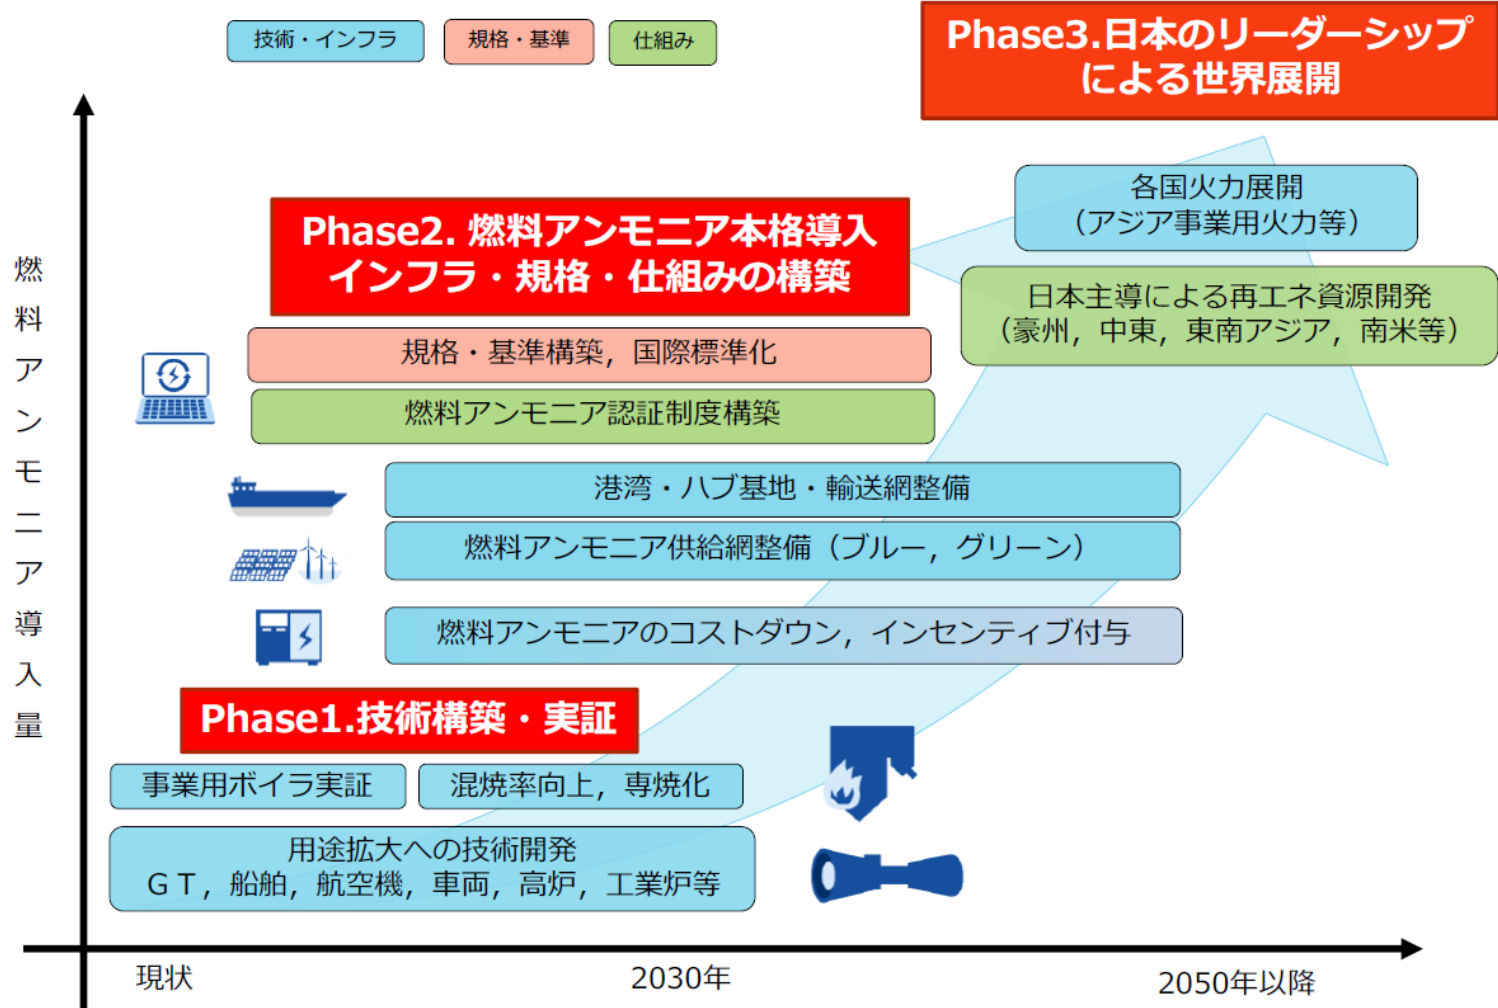 技術・インフラ
規格・基準
仕組み
Phase3.日本のリーダーシップ
による世界展開
各国火力展開
（アジア事業用火力等）
日本主導による再エネ資源開発
（豪州，中東，東南アジア，南米等）
Phase2. 燃料アンモニア本格導入
インフラ・規格・仕組みの構築
規格・基準構築，国際標準化
燃料アンモニア認証制度構築
港湾・ハブ基地・輸送網整備
燃料アンモニア供給網整備（ブルー，グリーン）
燃料アンモニアのコストダウン，インセンティブ付与
Phase1.技術構築・実証
事業用ボイラ実証
混焼率向上，専焼化
用途拡大への技術開発
ＧＴ，船舶，航空機，車両，高炉，工業炉等
燃料アンモニア導入量
現状
2030年
2050年以降